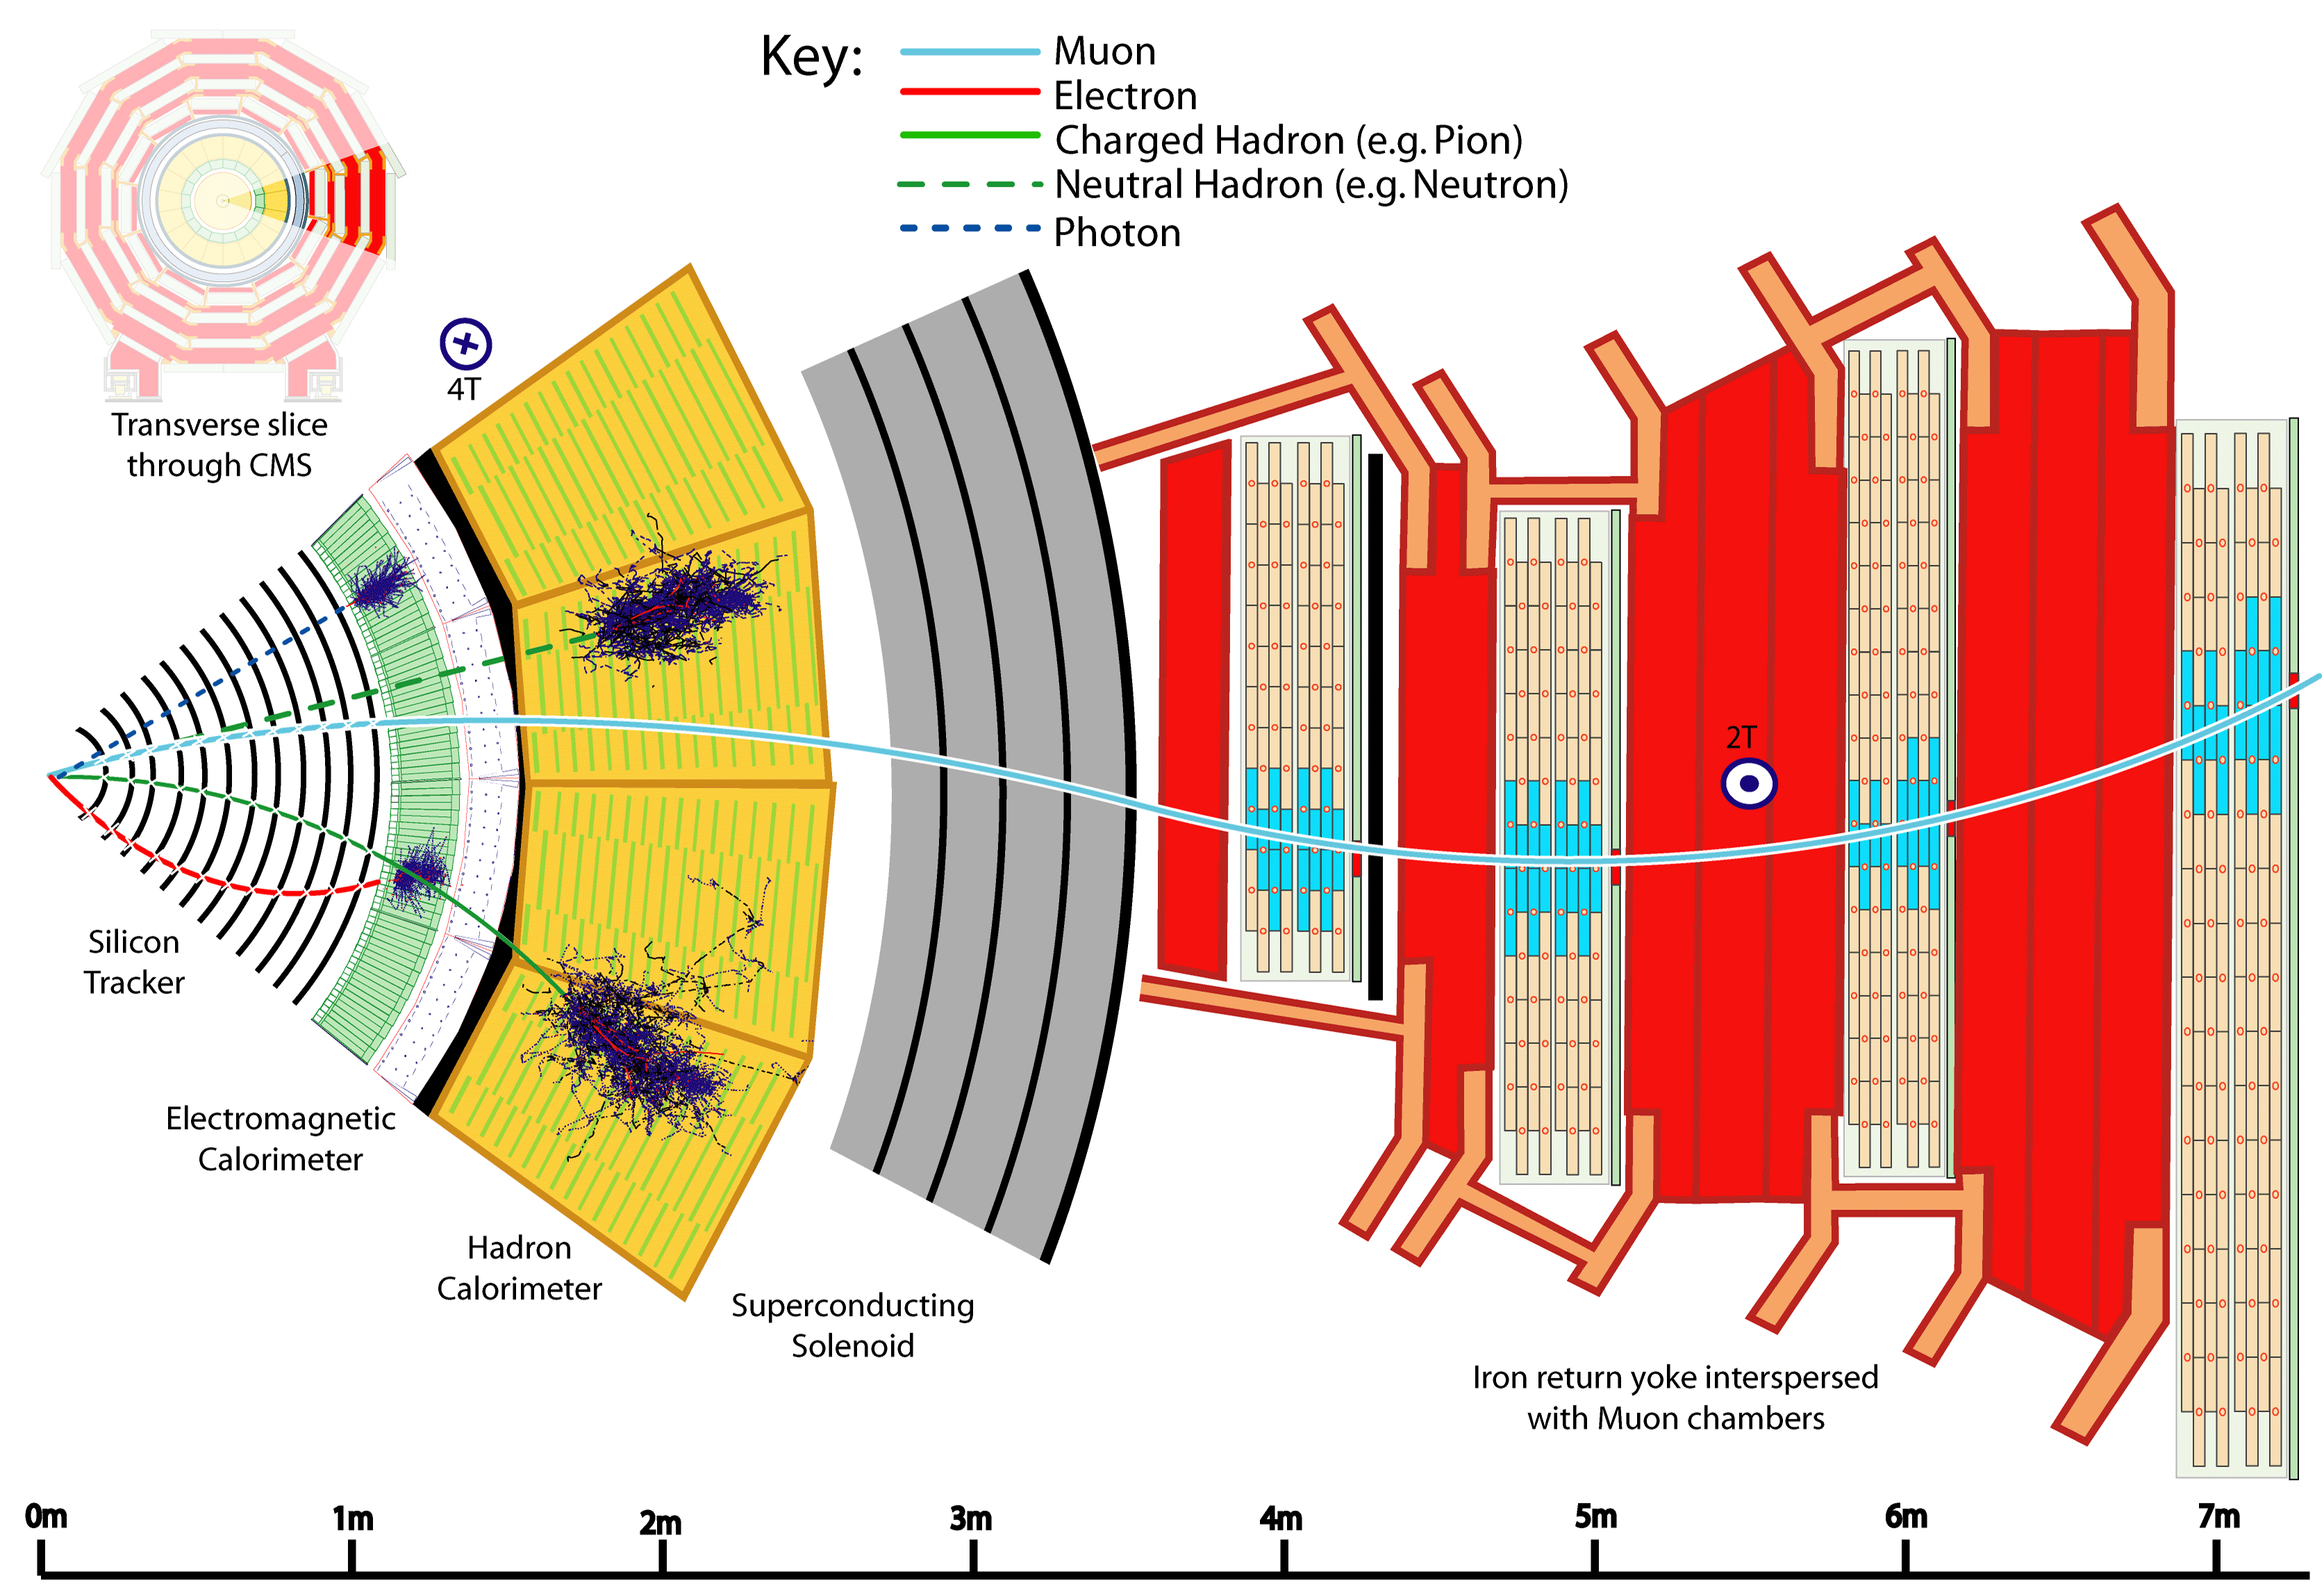 Key:
Muon
Electron
Charged Hadron (e.g. Pion)
Neutral Hadron (e.g. Neutron)
Photon
4T
Transverse slice
through CMS
2T
Silicon
Tracker
Electromagnetic
Calorimeter
Hadron
Calorimeter
Superconducting
Solenoid
Iron return yoke interspersed
with Muon chambers
0m 1m 2m 3m 4m 5m 6m 7m